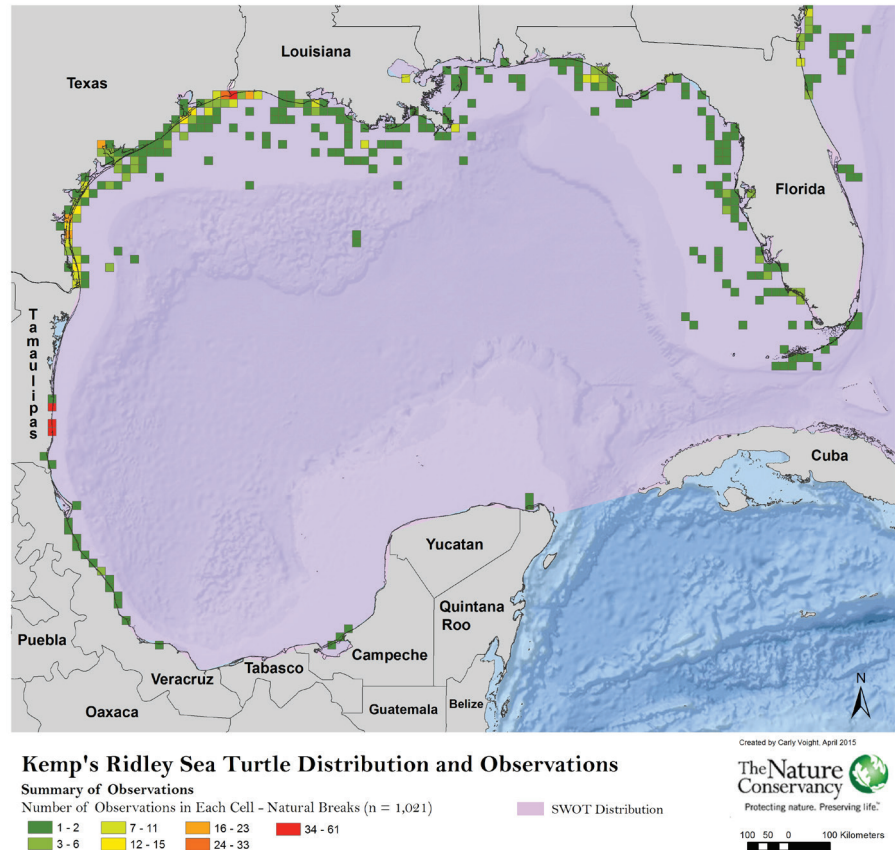 Louisiana
Texas
Florida
Tamaulipas
Cuba
Yucatan
Quintana
Roo
Puebla
Campeche
Tabasco
Veracruz
Oaxaca
Guatemala
Belize
N
Kemp's Ridley Sea Turtle Distribution and Observations
Summary of Observations
Number of Observations in Each Cell - Natural Breaks (n = 1,021)
1 - 2
7 - 11
16 - 23
34 - 61
3 - 6
12 - 15
24 - 33
SWOT Distribution
Created by Carly Voight, April 2015
The Nature
Conservancy
Protecting nature. Preserving life.™
100 50 0 100 Kilometers